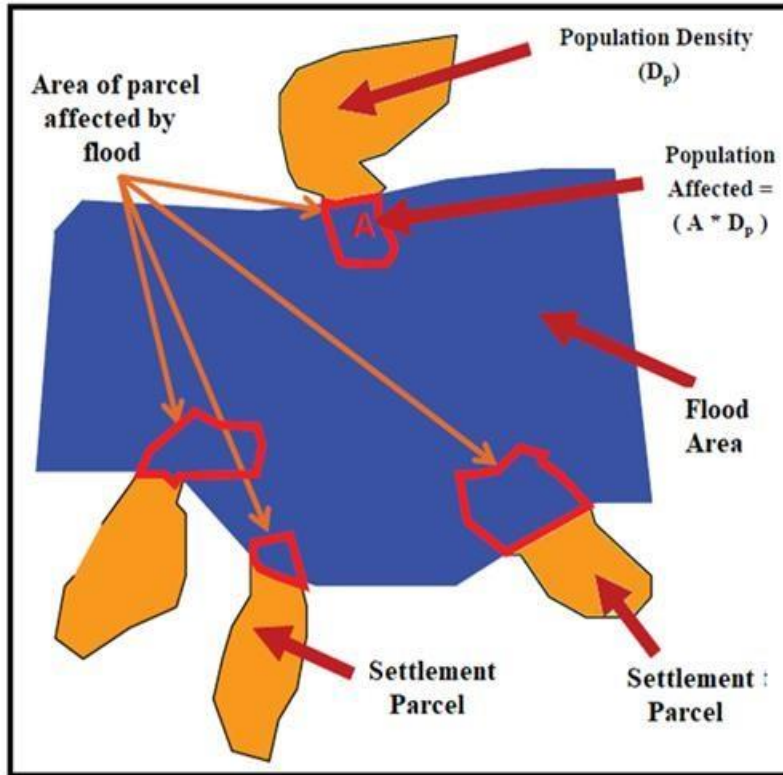 Population Density
(Dp)
Area of parcel
affected by
flood
Population
Affected =
( A * Dp )
A
Flood
Area
Settlement
Parcel
Settlement :
Parcel